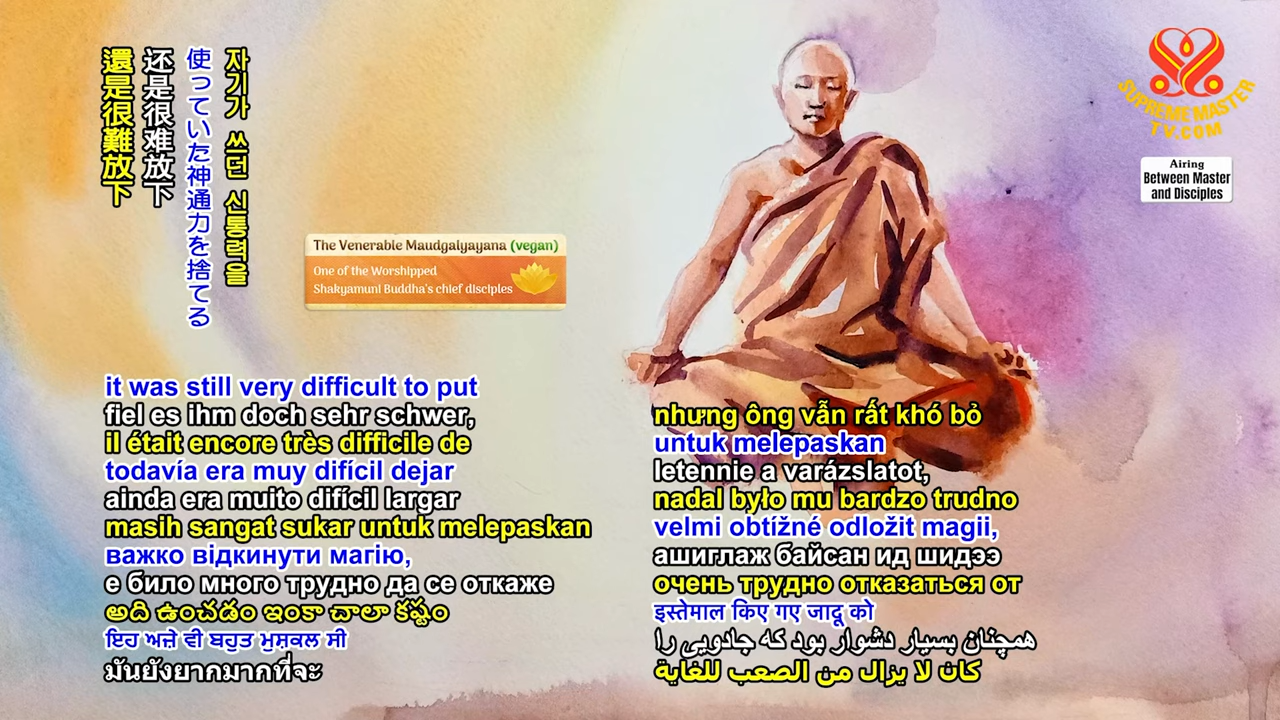 還是很難放下
还是很难放下
使っていた神通力を捨てる
자기가 쓰던 신통력을
SUPREME MASTER
TV.COM
Airing
Between Master
and Disciples
The Venerable Maudgalyayana (vegan)
One of the Worshipped
Shakyamuni Buddha's chief disciples
it was still very difficult to put
fiel es ihm doch sehr schwer,
il était encore très difficile de
todavía era muy difícil dejar
ainda era muito difícil largar
masih sangat sukar untuk melepaskan
важко відкинути магію,
е било много трудно да се откаже
అది ఉంచడం ఇంకా చాలా కష్టం
ਇਹ ਅਜੇ ਵੀ ਬਹੁਤ ਮੁਸ਼ਕਲ ਸੀ
มันยังยากมากที่จะ
nhưng ông vẫn rất khó bỏ
untuk melepaskan
letennie a varázslatot,
nadal było mu bardzo trudno
velmi obtížné odložit magii,
ашиглаж байсан ид шидээ
очень трудно отказаться от
इस्तेमाल किए गए जादू को
همچنان بسیار دشوار بود که جادویی را
كان لا يزال من الصعب للغاية